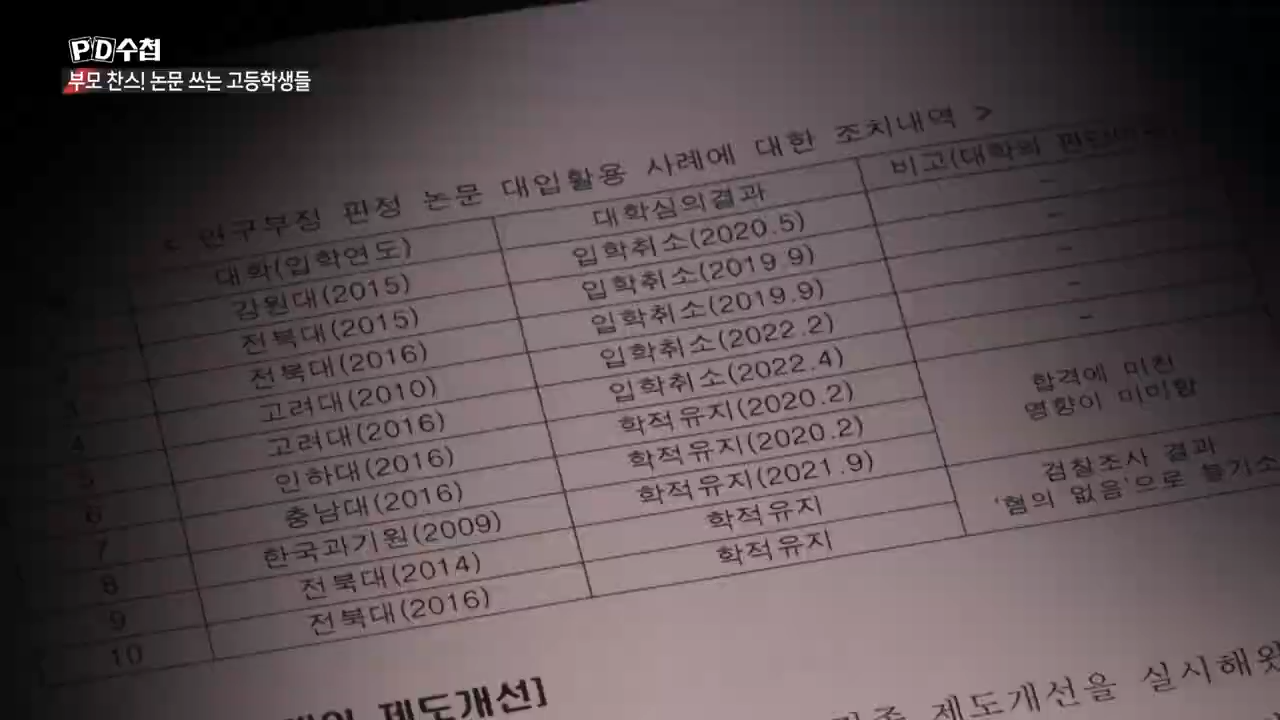 PD수첩
부모 찬스! 논문 쓰는 고등학생들
< 연구부정 판정 논문 대입활용 사례에 대한 조치내역 >
대학(입학연도) 대학심의결과 비고(대학의
강원대(2015) 입학취소(2020.5) -
전북대(2015) 입학취소(2019.9) -
3 전북대(2016) 입학취소(2019.9) -
4 고려대(2010) 입학취소(2022.2) -
5 고려대(2016) 입학취소(2022.4) -
6 인하대(2016) 학적유지(2020.2) 합격에 미친
영향이 미미함
7 충남대(2016) 학적유지(2020.2)
8 한국과기원(2009) 학적유지(2021.9)
9 전북대(2014) 학적유지 검찰조사 결과
'혐의 없음'으로 불기소
10 전북대(2016) 학적유지
제도개선]
제도개선을 실시해왔